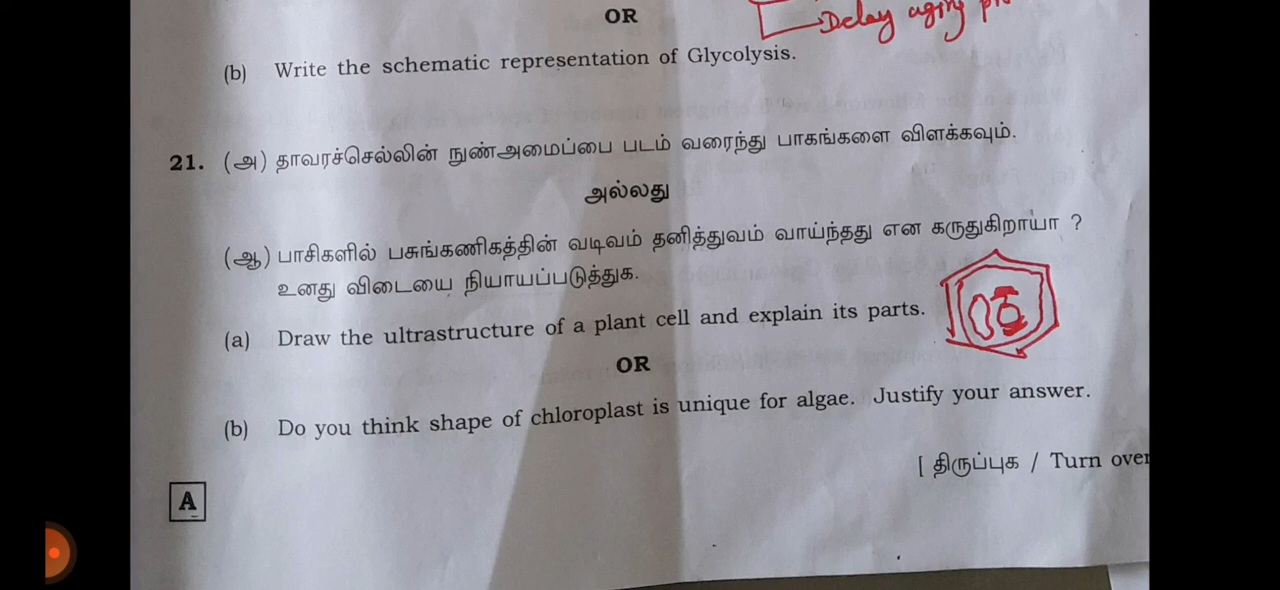 Delay aging
OR
(b) Write the schematic representation of Glycolysis.
21. (அ) தாவரச்செல்லின் நுண்அமைப்பை படம் வரைந்து பாகங்களை விளக்கவும்.
அல்லது
(ஆ) பாசிகளில் பசுங்கணிகத்தின் வடிவம் தனித்துவம் வாய்ந்தது என கருதுகிறாயா ?
உனது விடையை நியாயப்படுத்துக.
(a) Draw the ultrastructure of a plant cell and explain its parts.
OR
(b) Do you think shape of chloroplast is unique for algae. Justify your answer.
[ திருப்புக / Turn over
A